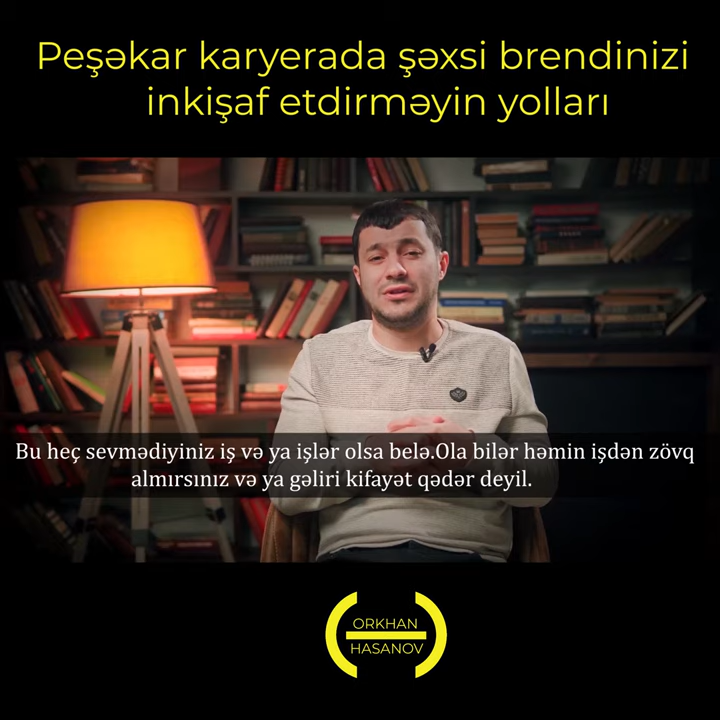 Peşəkar karyerada şəxsi brendinizi
inkişaf etdirməyin yolları
Bu heç sevmədiyiniz iş və ya işlər olsa belə.Ola bilər həmin işdən zövq
almırsınız və ya gəliri kifayət qədər deyil.
ORKHAN
HASANOV